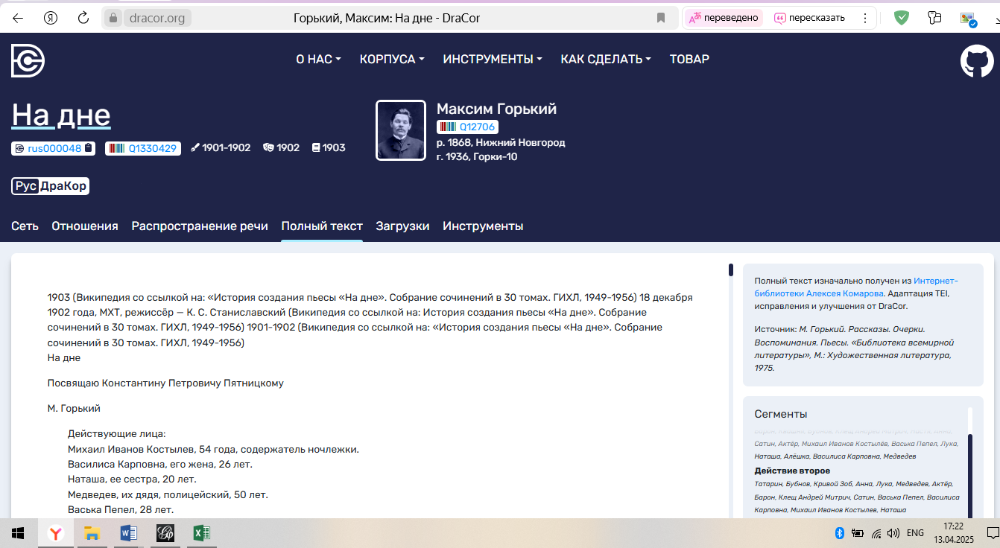 dracor.org
Горький, Максим: На дне - DraCor
переведено
пересказать
О НАС
КОРПУСА
ИНСТРУМЕНТЫ
КАК СДЕЛАТЬ
ТОВАР
На дне
rus000048
Q1330429
1901-1902
1902
1903
Рус ДраКор
Максим Горький
Q12706
р. 1868, Нижний Новгород
г. 1936, Горки-10
Сеть
Отношения
Распространение речи
Полный текст
Загрузки
Инструменты
1903 (Википедия со ссылкой на: «История создания пьесы «На дне». Собрание сочинений в 30 томах. ГИХЛ, 1949-1956) 18 декабря
1902 года, МХТ, режиссёр — К. С. Станиславский (Википедия со ссылкой на: История создания пьесы «На дне». Собрание
сочинений в 30 томах. ГИХЛ, 1949-1956) 1901-1902 (Википедия со ссылкой на: «История создания пьесы «На дне». Собрание
сочинений в 30 томах. ГИХЛ, 1949-1956)
На дне
Посвящаю Константину Петровичу Пятницкому
М. Горький
Действующие лица:
Михаил Иванов Костылев, 54 года, содержатель ночлежки.
Василиса Карповна, его жена, 26 лет.
Наташа, ее сестра, 20 лет.
Медведев, их дядя, полицейский, 50 лет.
Васька Пепел, 28 лет.
Полный текст изначально получен из Интернет-
библиотеки Алексея Комарова. Адаптация TEI,
исправления и улучшения от DraCor.
Источник: М. Горький. Рассказы. Очерки.
Воспоминания. Пьесы. «Библиотека всемирной
литературы», М.: Художественная литература,
1975.
Сегменты
Барон, Квашня, Бубнов, Клещ Андрей Митрич, Настя, Анна,
Сатин, Актёр, Михаил Иванов Костылёв, Васька Пепел, Лука,
Наташа, Алёшка, Василиса Карповна, Медведев
Действие второе
Татарин, Бубнов, Кривой Зоб, Анна, Лука, Медведев, Актёр,
Барон, Клещ Андрей Митрич, Сатин, Васька Пепел, Василиса
Карповна, Михаил Иванов Костылев, Наташа
ENG
17:22
13.04.2025